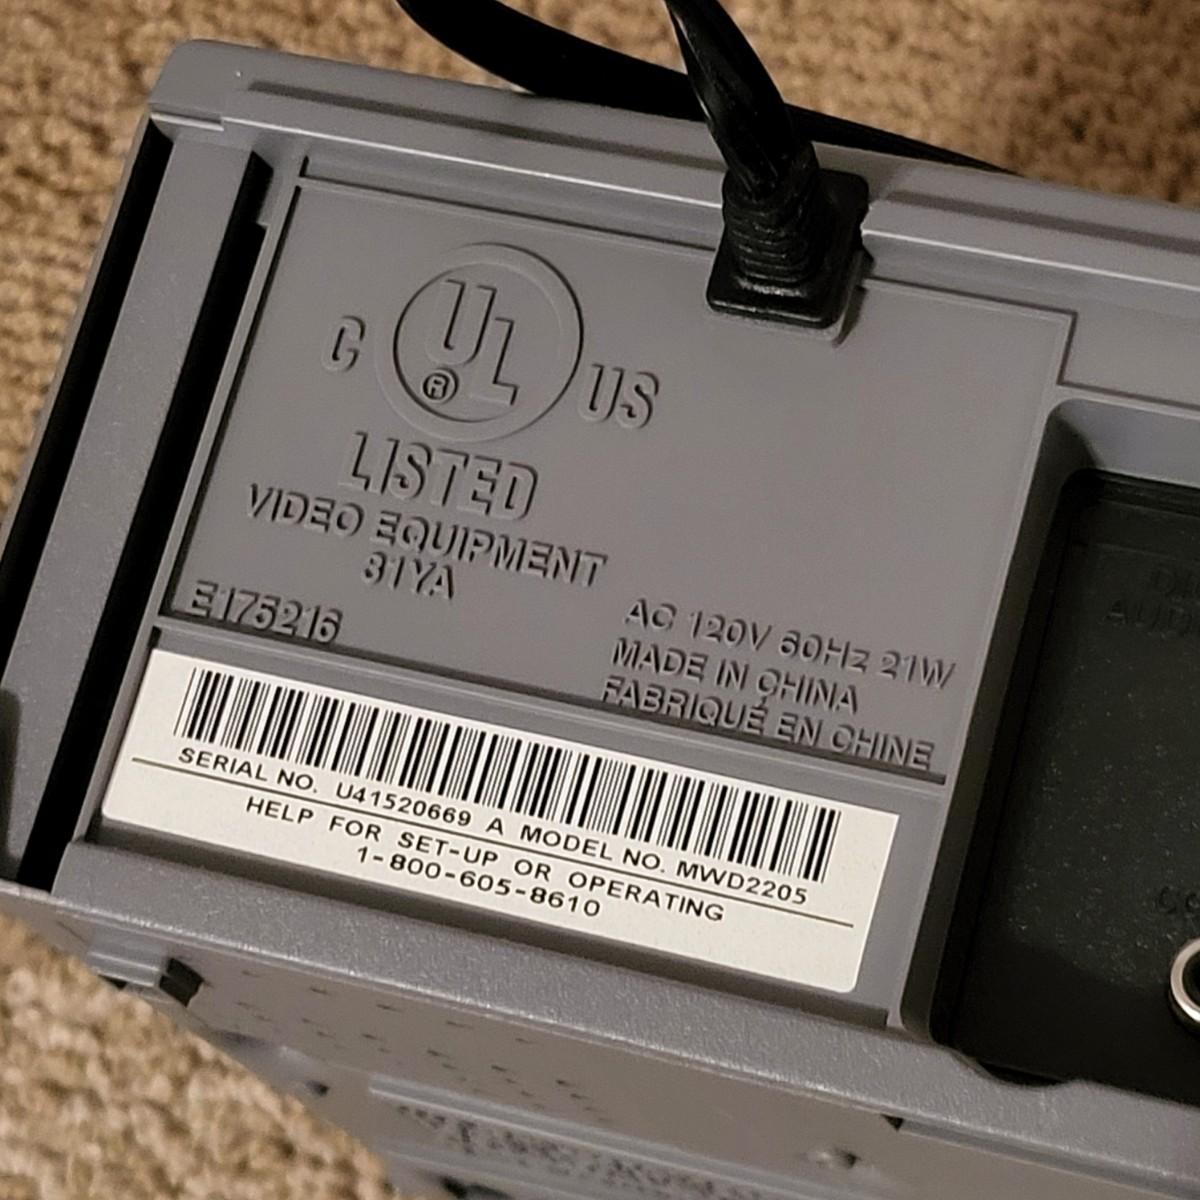 C UL ® US
LISTED
VIDEO EQUIPMENT
31YA
E175216
AC 120V 60Hz 21W
MADE IN CHINA
FABRIQUÉ EN CHINE
SERIAL NO. U41520669 A MODEL NO. MWD2205
HELP FOR SET-UP OR OPERATING
1-800-605-8610